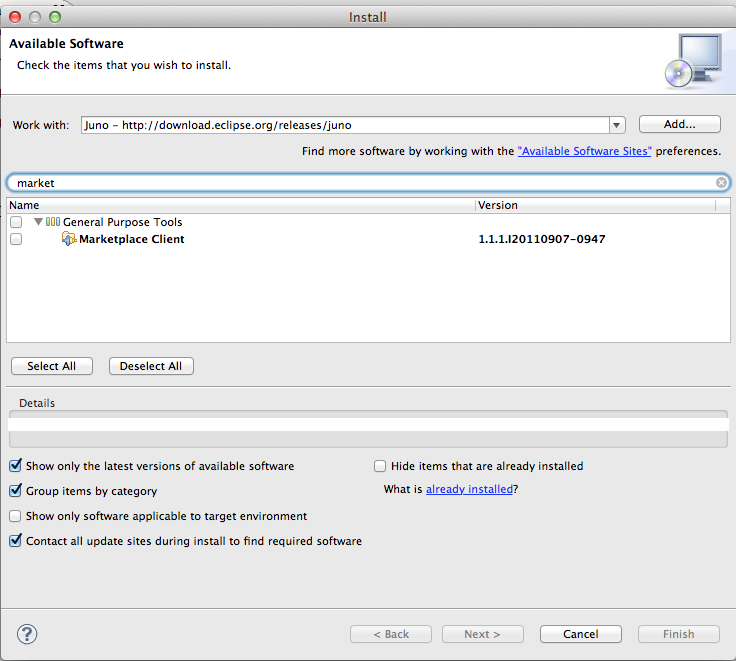 Install
Available Software
Check the items that you wish to install.
Work with: Juno - http://download.eclipse.org/releases/juno Add...
Find more software by working with the "Available Software Sites" preferences.
market
Name Version
General Purpose Tools
Marketplace Client 1.1.1.I20110907-0947
Select All Deselect All
Details
Show only the latest versions of available software Hide items that are already installed
Group items by category What is already installed?
Show only software applicable to target environment
Contact all update sites during install to find required software
? < Back Next > Cancel Finish